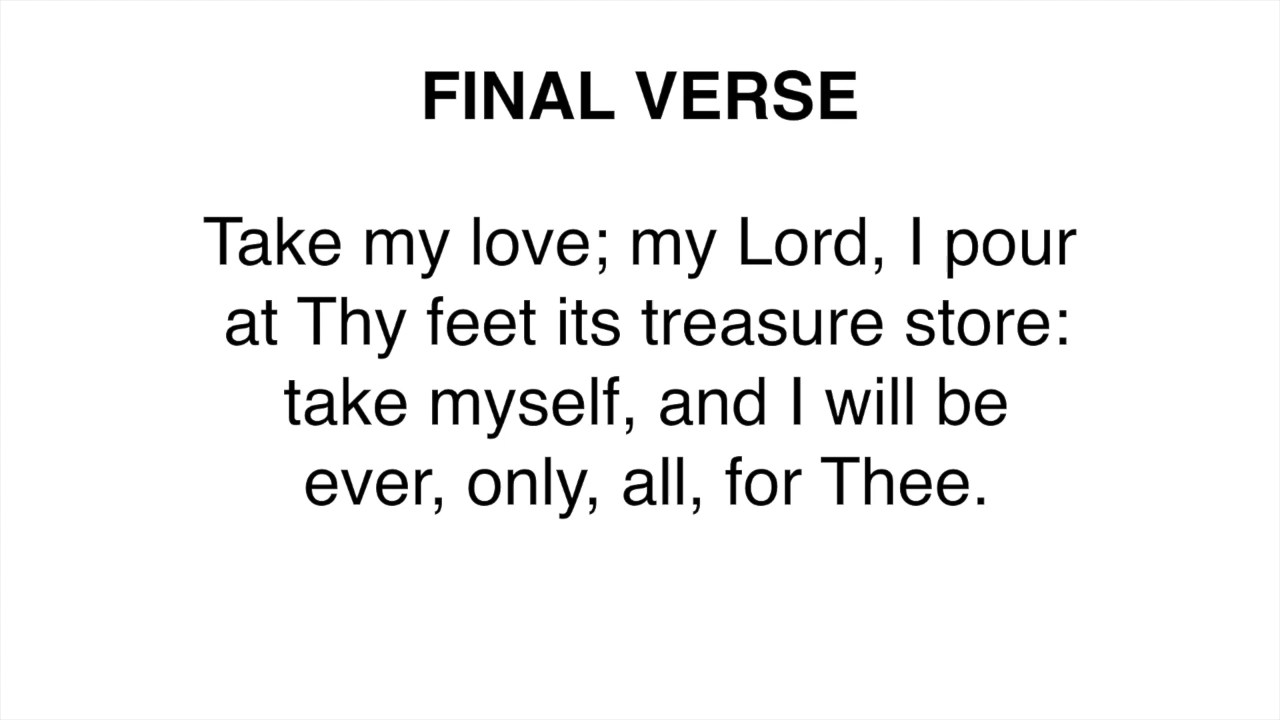 FINAL VERSE
Take my love; my Lord, I pour
at Thy feet its treasure store:
take myself, and I will be
ever, only, all, for Thee.